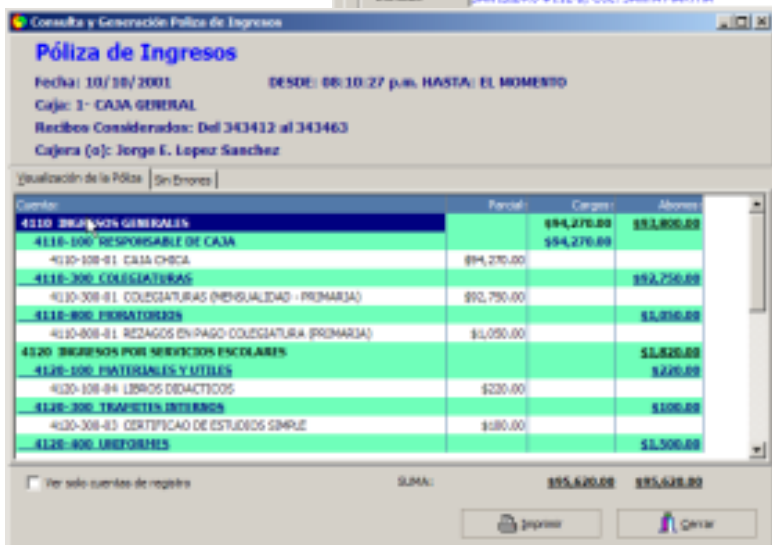 Consulta y Generación Poliza de Ingresos
Póliza de Ingresos
Fecha: 10/10/2001 DESDE: 08:10:27 p.m. HASTA: EL MOMENTO
Caja: 1- CAJA GENERAL
Recibos Considerados: Del 343412 al 343463
Cajera (o): Jorge E. Lopez Sanchez
Visualización de la Póliza Sin Errores
Cuenta: Parcial: Cargos: Abonos:
4110 INGRESOS GENERALES $94,270.00 $93,800.00
4110-100 RESPONSABLE DE CAJA $94,270.00
4110-100-01 CAJA CHICA $94,270.00
4110-300 COLEGIATURAS $92,750.00
4110-300-01 COLEGIATURAS (MENSUALIDAD - PRIMARIA) $92,750.00
4110-800 MORATORIOS $1,050.00
4110-800-01 REZAGOS EN PAGO COLEGIATURA (PRIMARIA) $1,050.00
4120 INGRESOS POR SERVICIOS ESCOLARES $1,820.00
4120-100 MATERIALES Y UTILES $220.00
4120-100-04 LIBROS DIDACTICOS $220.00
4120-300 TRAMITES INTERNOS $100.00
4120-300-03 CERTIFICAO DE ESTUDIOS SIMPLE $100.00
4120-400 UNIFORMES $1,500.00
Ver solo cuentas de registro SUMA: $95,620.00 $95,620.00
Imprimir Cerrar